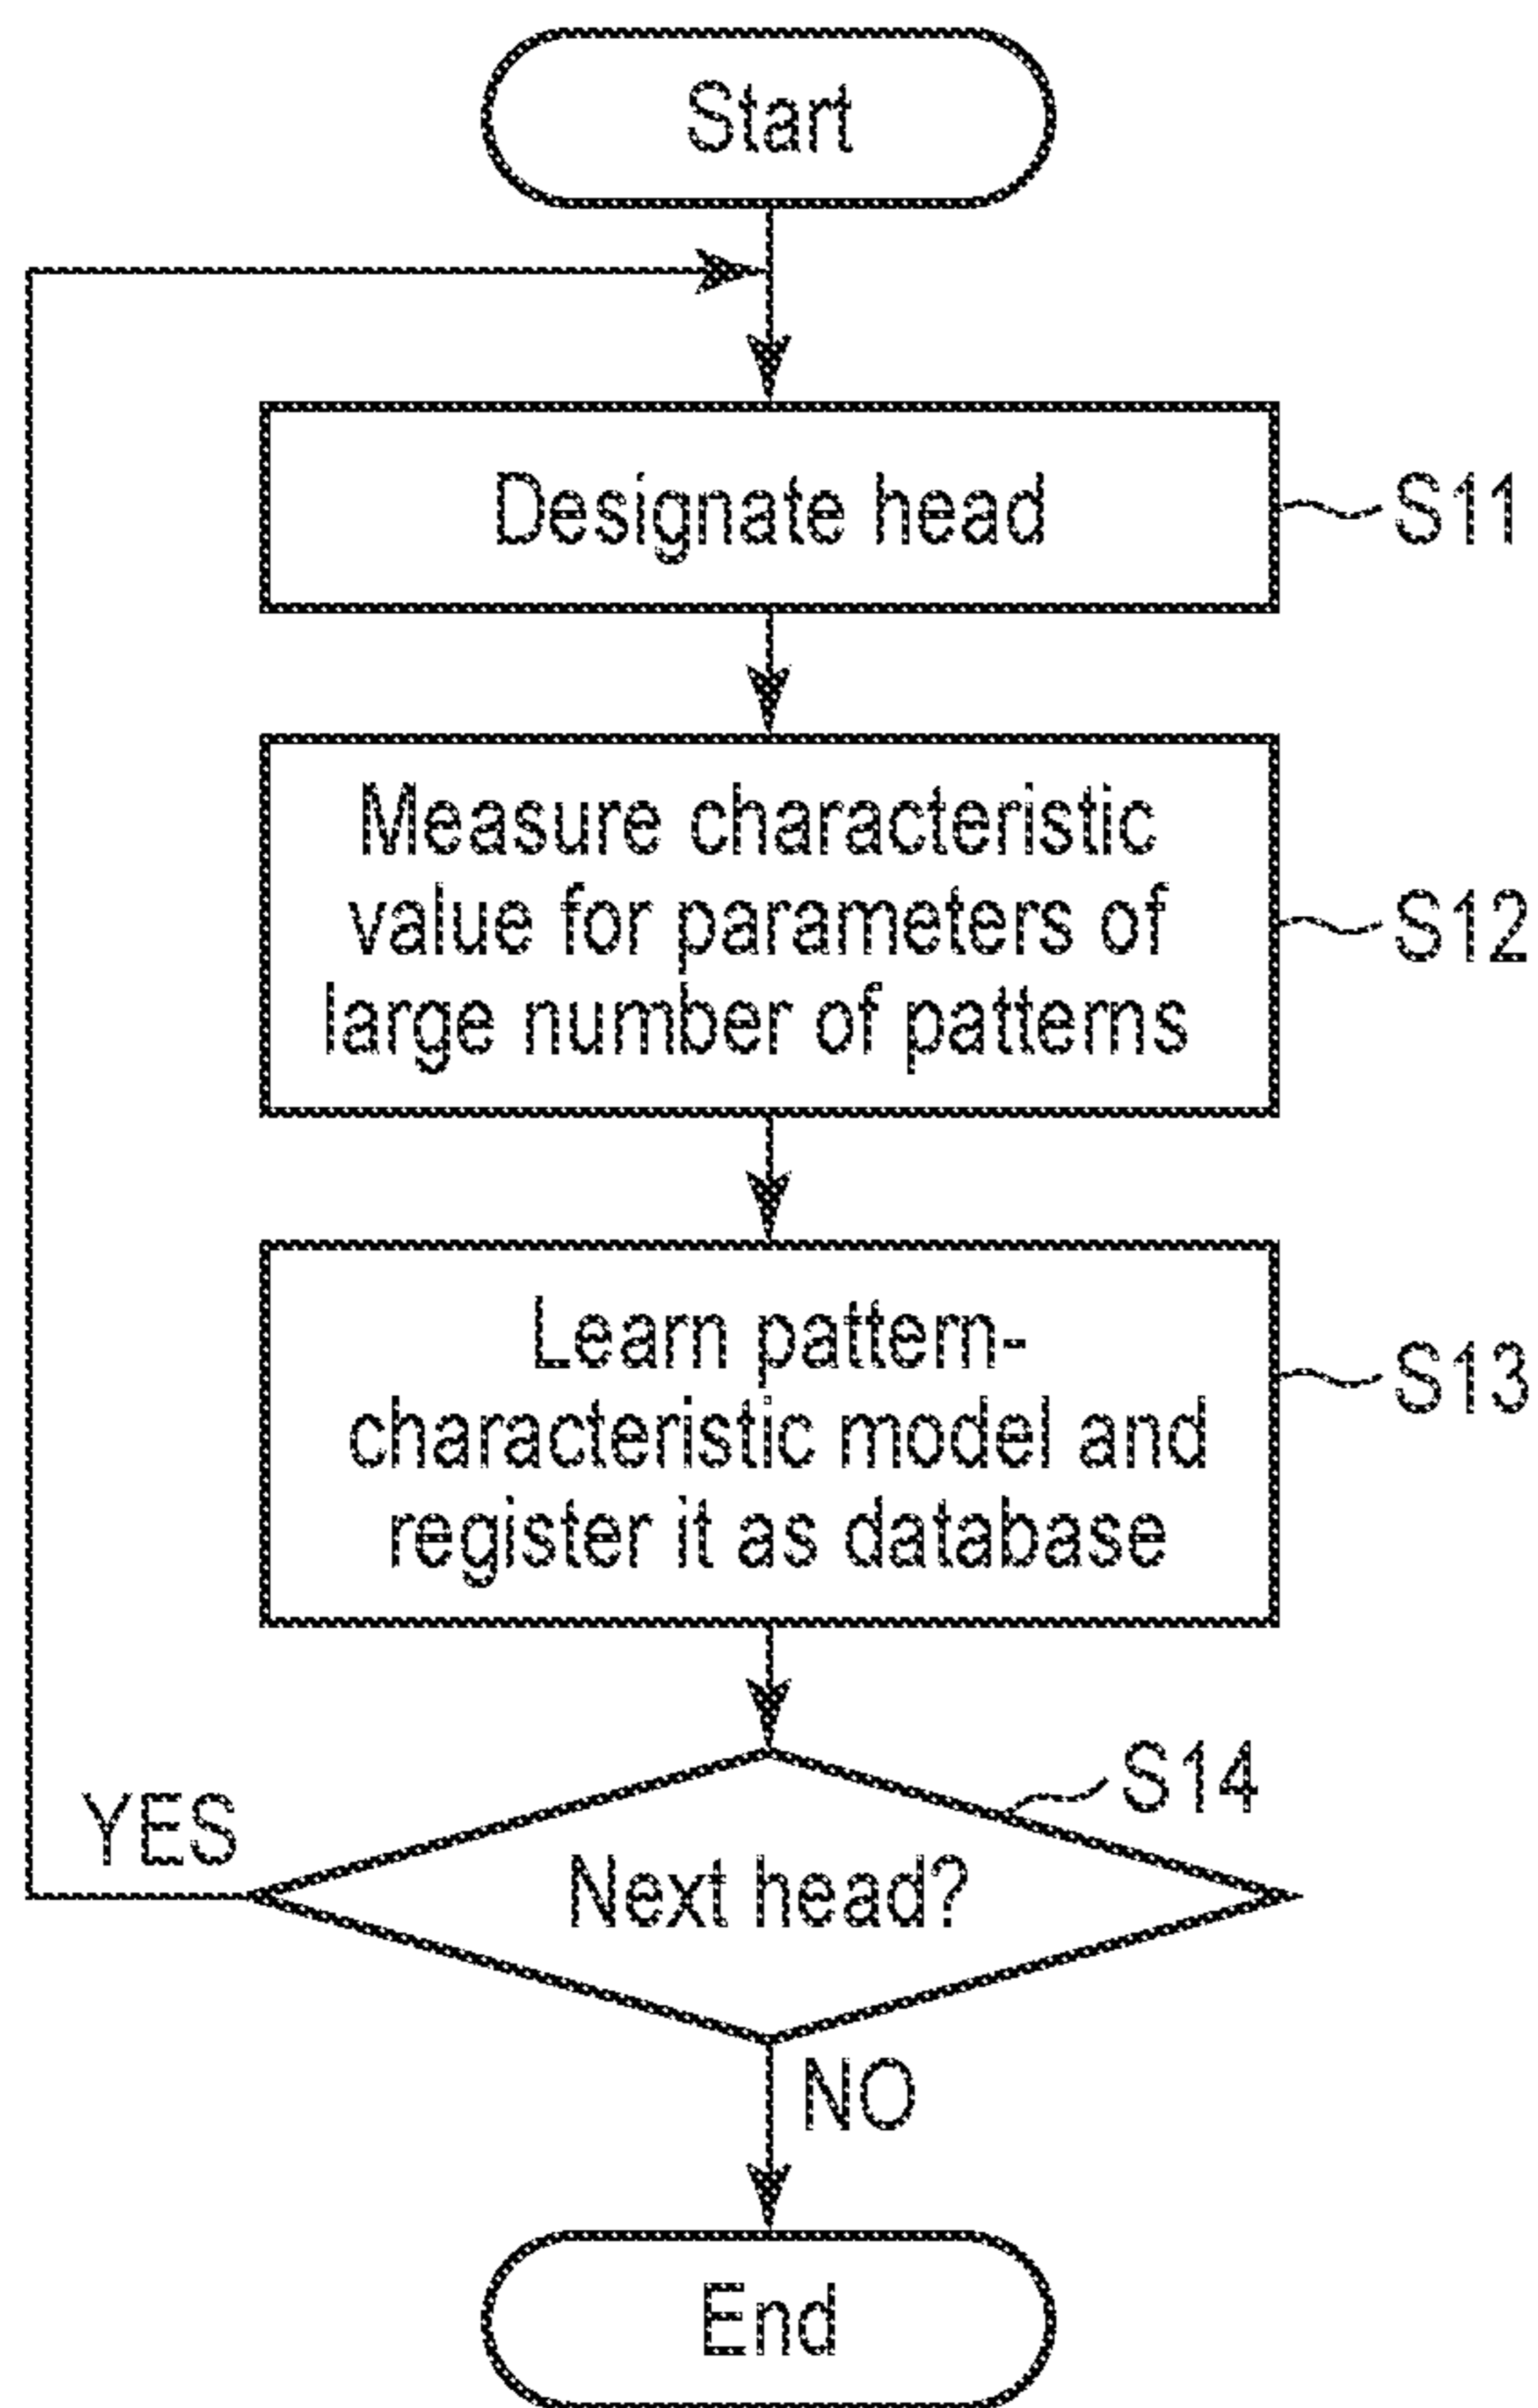 Start
Designate head
S11
Measure characteristic
value for parameters of
large number of patterns
S12
Learn pattern-
characteristic model and
register it as database
S13
S14
YES
Next head?
NO
End